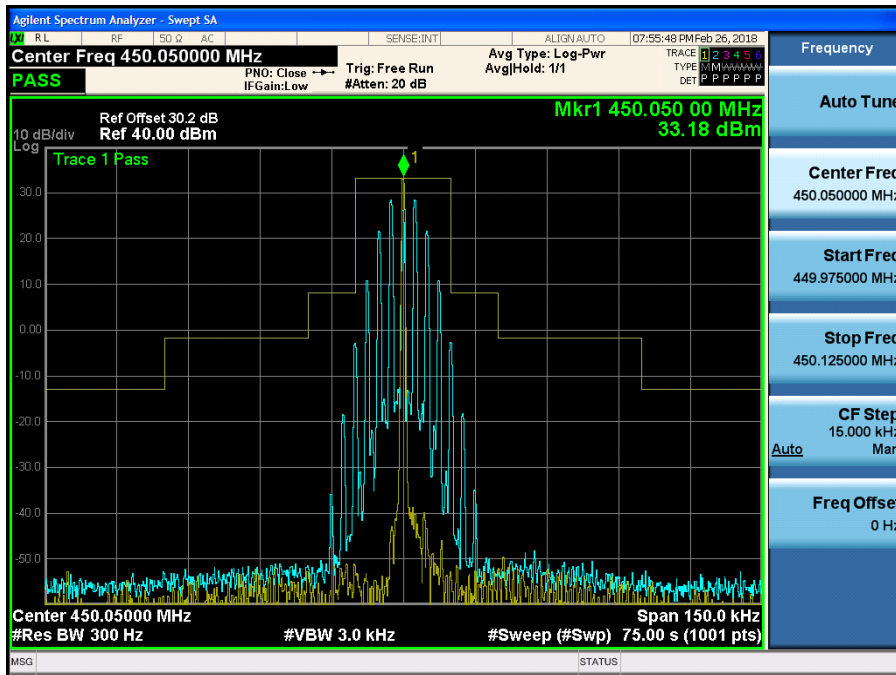 Agilent Spectrum Analyzer - Swept SA
LXI RL RF 50 Ω AC SENSE:INT ALIGNAUTO 07:55:48 PM Feb 26, 2018
Center Freq 450.050000 MHz
PASS
PNO: Close
IFGain:Low
Trig: Free Run
#Atten: 20 dB
Avg Type: Log-Pwr
Avg|Hold: 1/1
TRACE 1 2 3 4 5 6
TYPE M M W W W W
DET P P P P P P
Ref Offset 30.2 dB
10 dB/div Ref 40.00 dBm
Log
Mkr1 450.050 00 MHz
33.18 dBm
Trace 1 Pass
1
30.0
20.0
10.0
0.00
-10.0
-20.0
-30.0
-40.0
-50.0
Center 450.05000 MHz Span 150.0 kHz
#Res BW 300 Hz #VBW 3.0 kHz #Sweep (#Swp) 75.00 s (1001 pts)
MSG STATUS
Frequency
Auto Tune
Center Freq
450.050000 MHz
Start Freq
449.975000 MHz
Stop Freq
450.125000 MHz
CF Step
15.000 kHz
Auto Man
Freq Offset
0 Hz